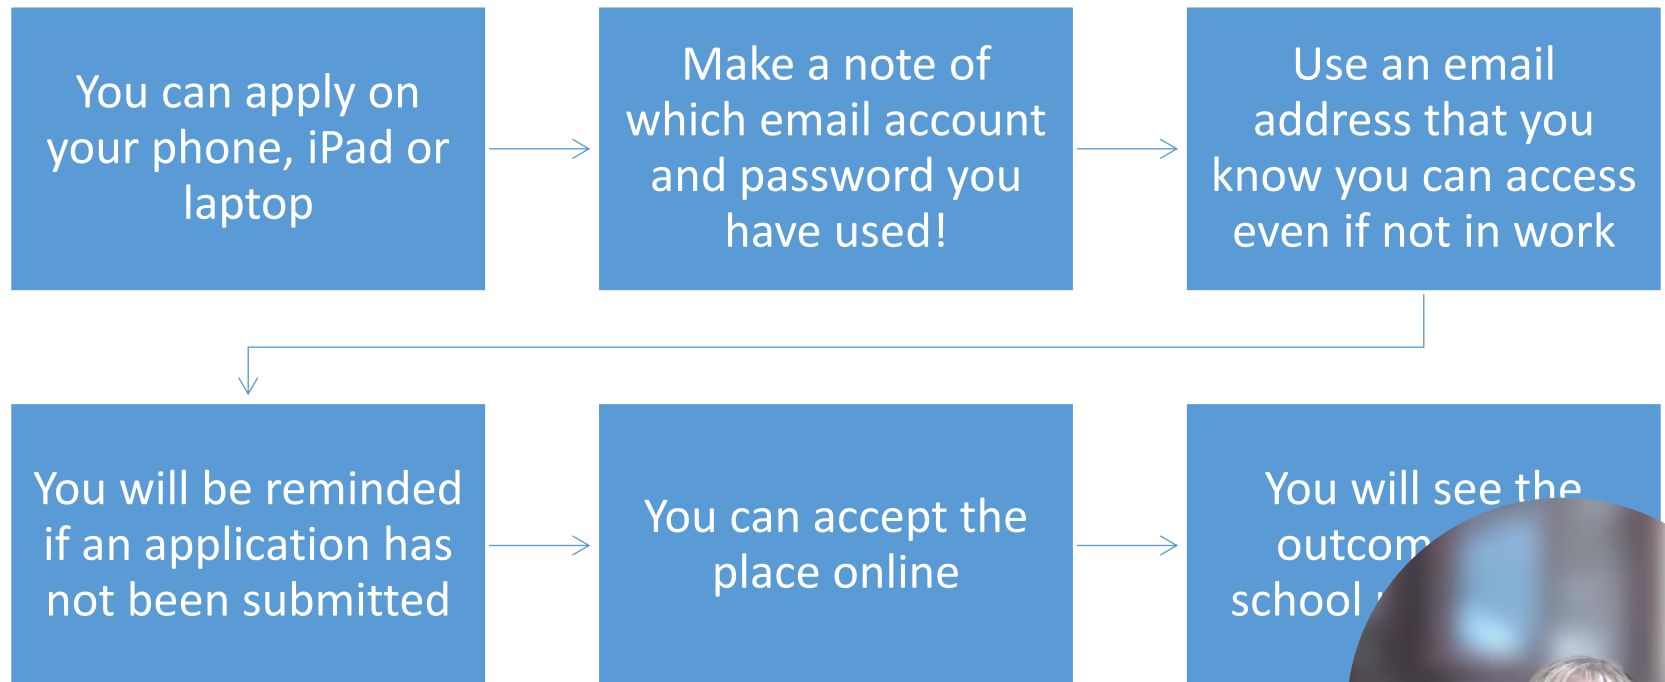 You can apply on
your phone, iPad or
laptop
Make a note of
which email account
and password you
have used!
Use an email
address that you
know you can access
even if not in work
You will be reminded
if an application has
not been submitted
You can accept the
place online
You will see the
school